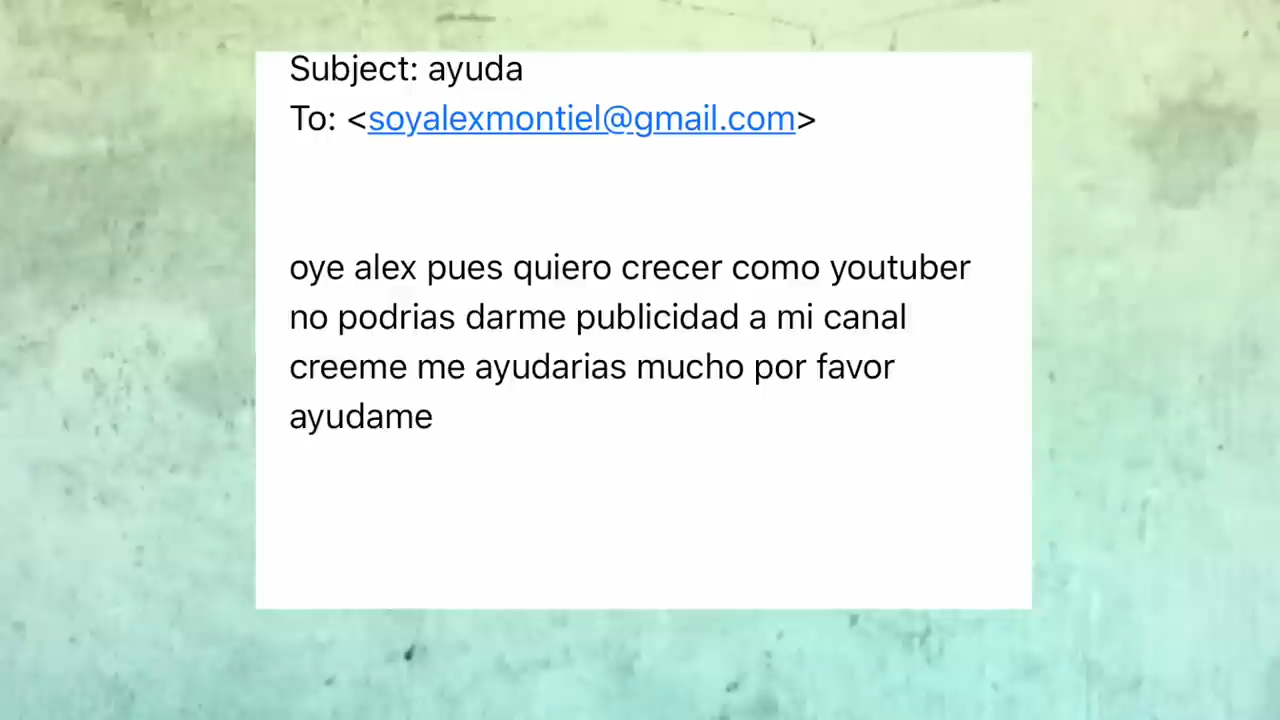 Subject: ayuda
To: <soyalexmontiel@gmail.com>
oye alex pues quiero crecer como youtuber
no podrias darme publicidad a mi canal
creeme me ayudarias mucho por favor
ayudame